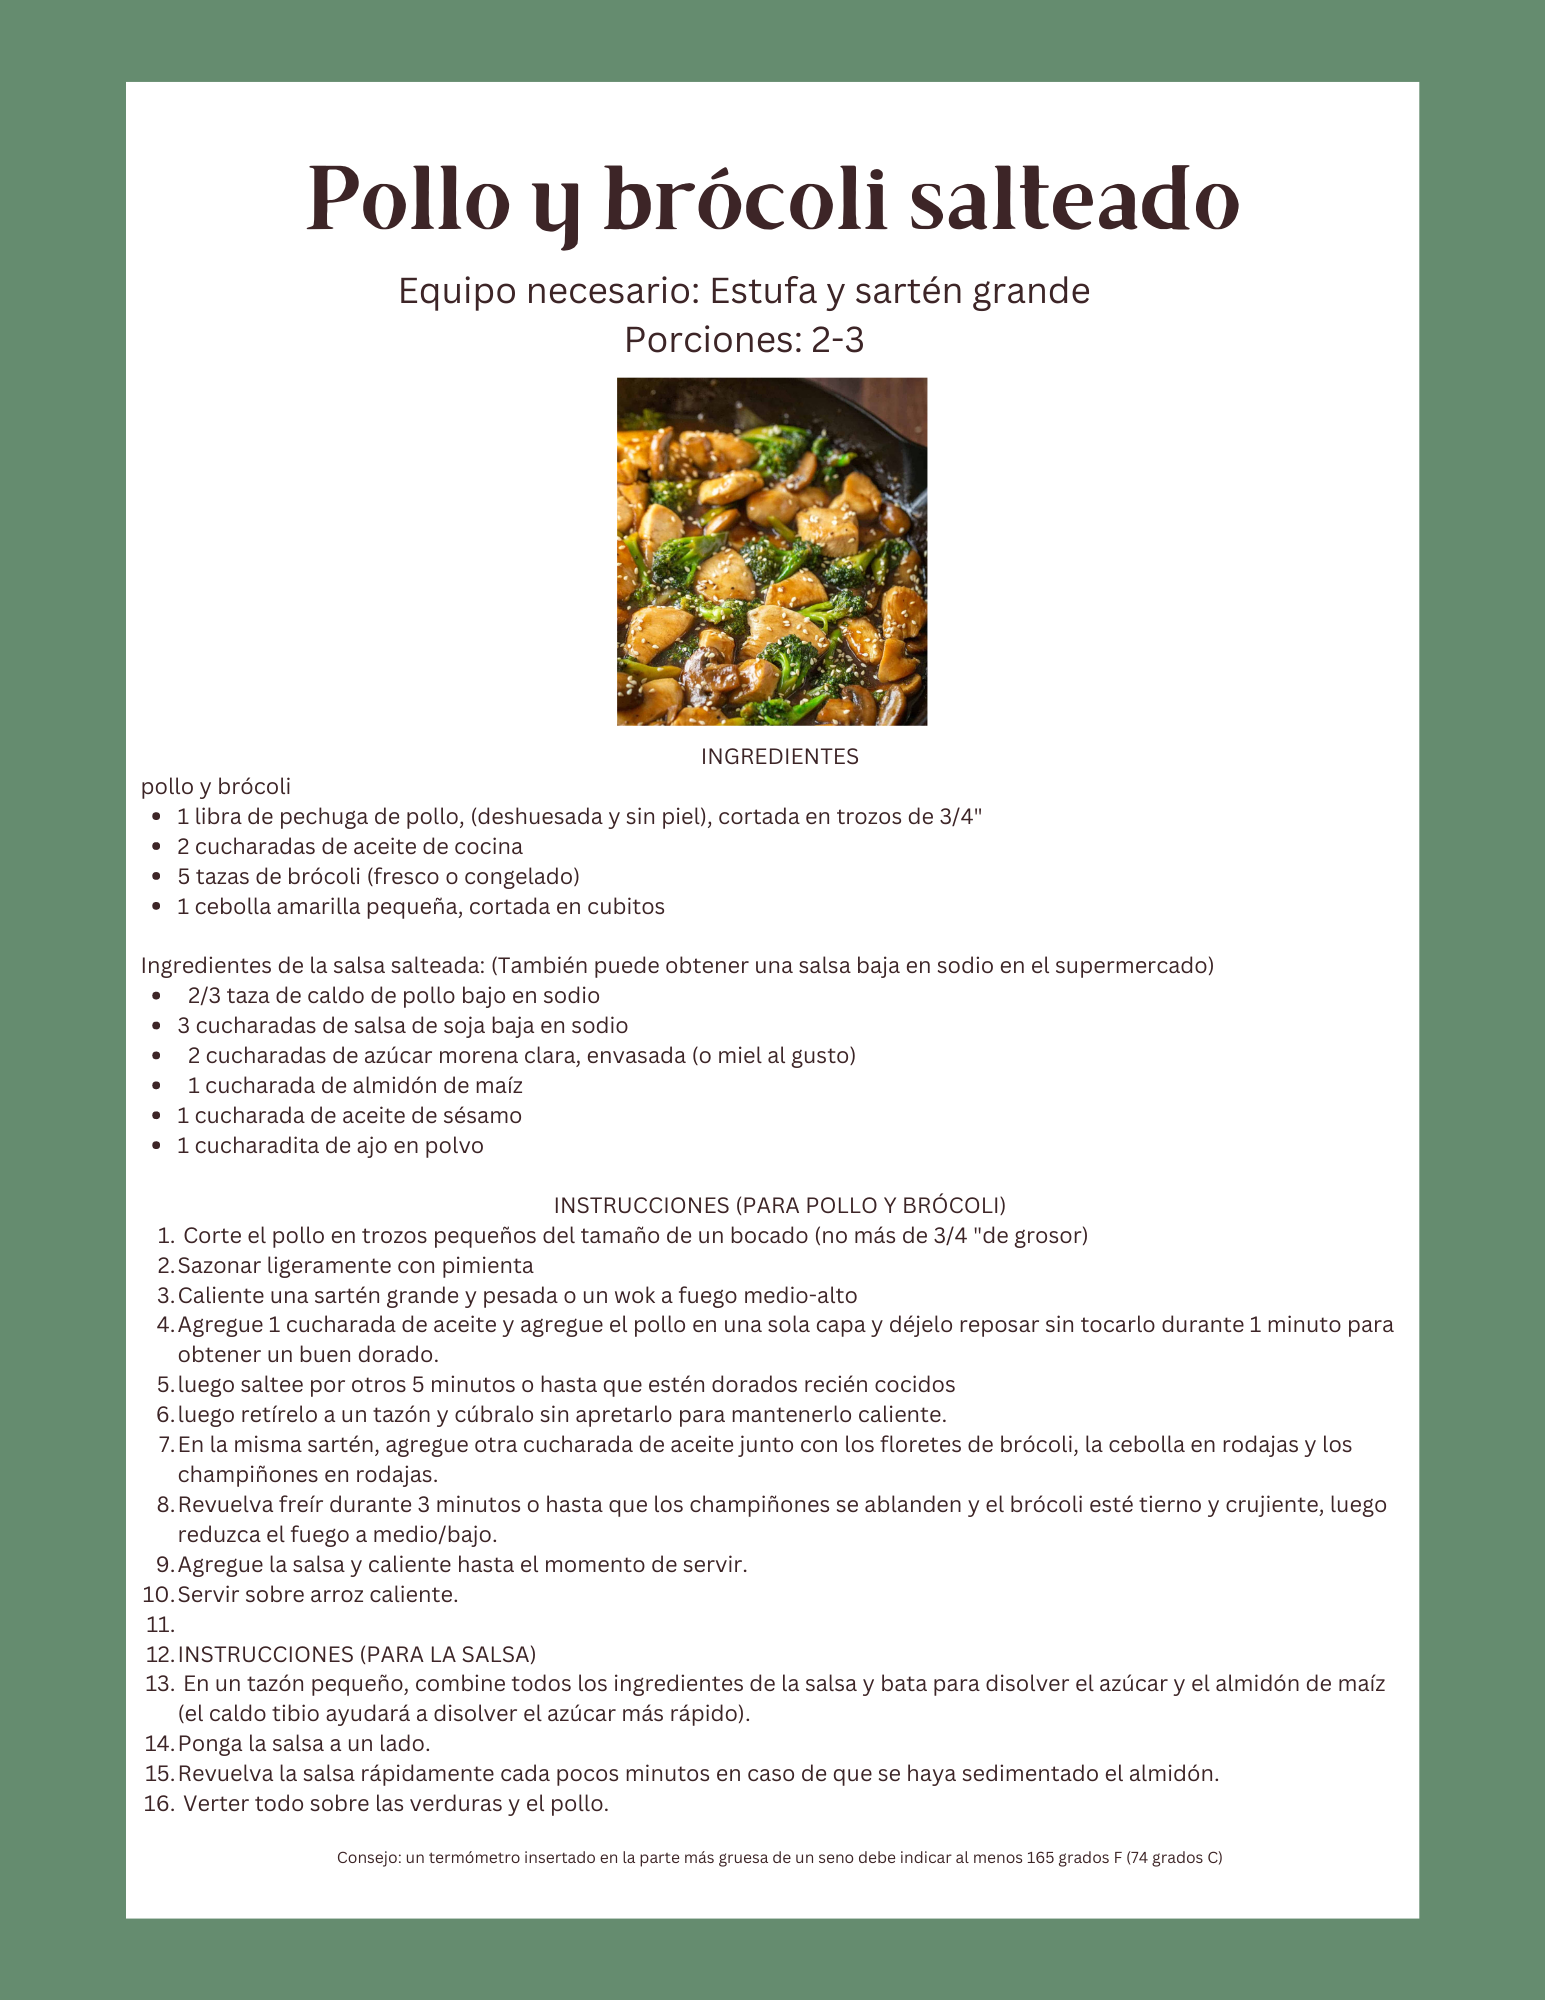 Pollo y brócoli salteado
Equipo necesario: Estufa y sartén grande
Porciones: 2-3
INGREDIENTES
pollo y brócoli
• 1 libra de pechuga de pollo, (deshuesada y sin piel), cortada en trozos de 3/4"
• 2 cucharadas de aceite de cocina
• 5 tazas de brócoli (fresco o congelado)
• 1 cebolla amarilla pequeña, cortada en cubitos
Ingredientes de la salsa salteada: (También puede obtener una salsa baja en sodio en el supermercado)
• 2/3 taza de caldo de pollo bajo en sodio
• 3 cucharadas de salsa de soja baja en sodio
• 2 cucharadas de azúcar morena clara, envasada (o miel al gusto)
• 1 cucharada de almidón de maíz
• 1 cucharada de aceite de sésamo
• 1 cucharadita de ajo en polvo
INSTRUCCIONES (PARA POLLO Y BRÓCOLI)
1. Corte el pollo en trozos pequeños del tamaño de un bocado (no más de 3/4 "de grosor)
2. Sazonar ligeramente con pimienta
3. Caliente una sartén grande y pesada o un wok a fuego medio-alto
4. Agregue 1 cucharada de aceite y agregue el pollo en una sola capa y déjelo reposar sin tocarlo durante 1 minuto para
obtener un buen dorado.
5. luego saltee por otros 5 minutos o hasta que estén dorados recién cocidos
6. luego retírelo a un tazón y cúbralo sin apretarlo para mantenerlo caliente.
7. En la misma sartén, agregue otra cucharada de aceite junto con los floretes de brócoli, la cebolla en rodajas y los
champiñones en rodajas.
8. Revuelva freír durante 3 minutos o hasta que los champiñones se ablanden y el brócoli esté tierno y crujiente, luego
reduzca el fuego a medio/bajo.
9. Agregue la salsa y caliente hasta el momento de servir.
10. Servir sobre arroz caliente.
11.
12. INSTRUCCIONES (PARA LA SALSA)
13. En un tazón pequeño, combine todos los ingredientes de la salsa y bata para disolver el azúcar y el almidón de maíz
(el caldo tibio ayudará a disolver el azúcar más rápido).
14. Ponga la salsa a un lado.
15. Revuelva la salsa rápidamente cada pocos minutos en caso de que se haya sedimentado el almidón.
16. Verter todo sobre las verduras y el pollo.
Consejo: un termómetro insertado en la parte más gruesa de un seno debe indicar al menos 165 grados F (74 grados C)